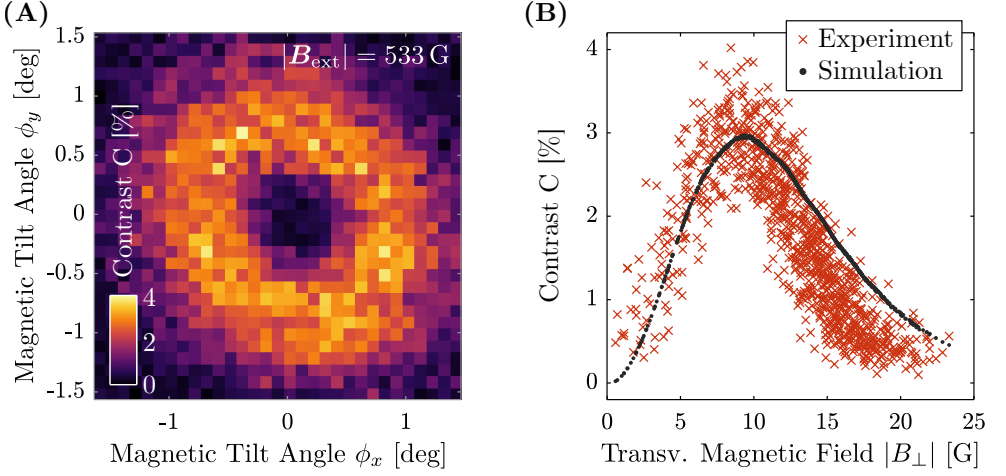 (A)
Magnetic Tilt Angle ϕ_y [deg]
1.5
1
0.5
0
-0.5
-1
-1.5
|B_ext| = 533 G
Contrast C [%]
4
2
0
-1
0
1
Magnetic Tilt Angle ϕ_x [deg]
(B)
Contrast C [%]
4
3
2
1
0
× Experiment
• Simulation
0
5
10
15
20
25
Transv. Magnetic Field |B_⊥| [G]